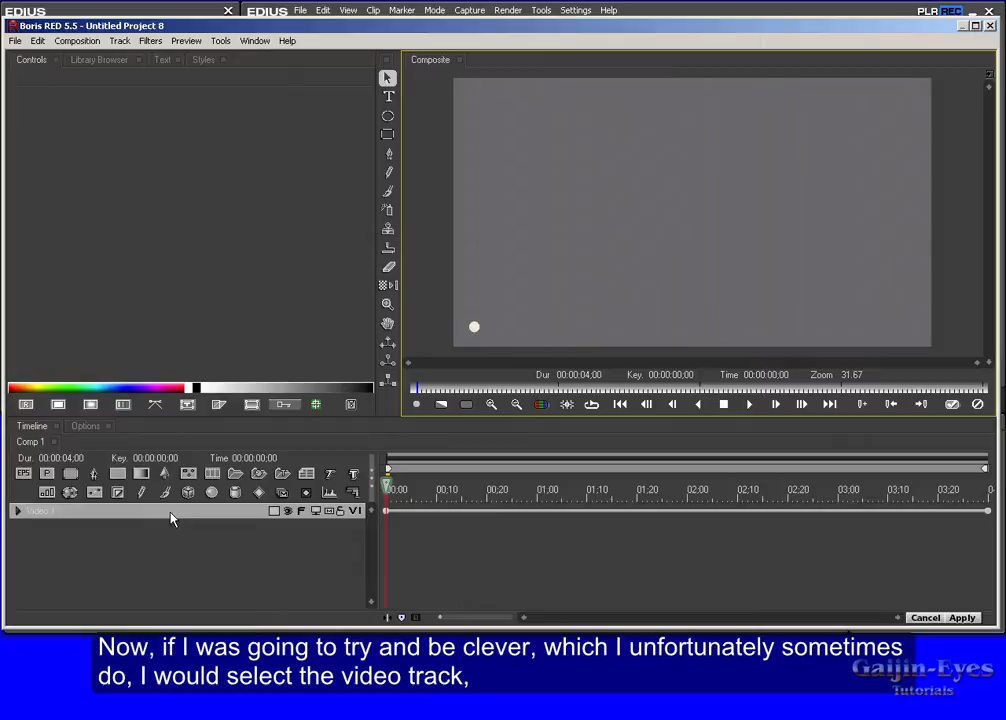 EDIUS
EDIUS File Edit View Clip Marker Mode Capture Render Tools Settings Help PLR REC
Boris RED 5.5 - Untitled Project 8
File Edit Composition Track Filters Preview Tools Window Help
Controls Library Browser Text Styles
Composite
Dur 00:00:04;00 Key. 00:00:00;00 Time 00:00:00;00 Zoom 31.67
Timeline Options
Comp 1
Dur. 00:00:04;00 Key. 00:00:00;00 Time 00:00:00;00
EPS P T T
00;00 00;10 00;20 01;00 01;10 01;20 02;00 02;10 02;20 03;00 03;10 03;20
Video 1 F V1
Cancel Apply
Now, if I was going to try and be clever, which I unfortunately sometimes
do, I would select the video track,
Gaijin-Eyes
Tutorials